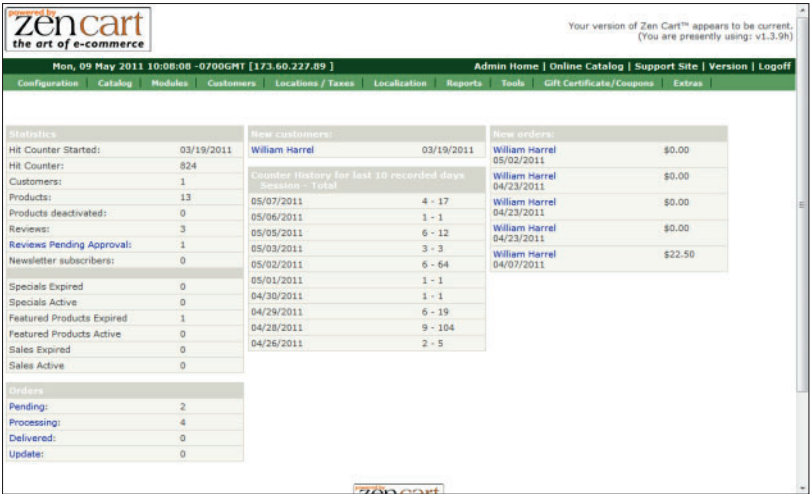 powered by
zen cart
the art of e-commerce
Your version of Zen Cart™ appears to be current.
(You are presently using: v1.3.9h)
Mon, 09 May 2011 10:08:08 -0700GMT [173.60.227.89 ]
Admin Home | Online Catalog | Support Site | Version | Logoff
Configuration Catalog Modules Customers Locations / Taxes Localization Reports Tools Gift Certificate/Coupons Extras
Statistics
Hit Counter Started: 03/19/2011
Hit Counter: 824
Customers: 1
Products: 13
Products deactivated: 0
Reviews: 3
Reviews Pending Approval: 1
Newsletter subscribers: 0
Specials Expired 0
Specials Active 0
Featured Products Expired 1
Featured Products Active 0
Sales Expired 0
Sales Active 0
Orders
Pending: 2
Processing: 4
Delivered: 0
Update: 0
New customers:
William Harrel 03/19/2011
Counter History for last 10 recorded days
Session - Total
05/07/2011 4 - 17
05/06/2011 1 - 1
05/05/2011 6 - 12
05/03/2011 3 - 3
05/02/2011 6 - 64
05/01/2011 1 - 1
04/30/2011 1 - 1
04/29/2011 6 - 19
04/28/2011 9 - 104
04/26/2011 2 - 5
New orders:
William Harrel $0.00
05/02/2011
William Harrel $0.00
04/23/2011
William Harrel $0.00
04/23/2011
William Harrel $0.00
04/23/2011
William Harrel $22.50
04/07/2011
powered by
zen cart